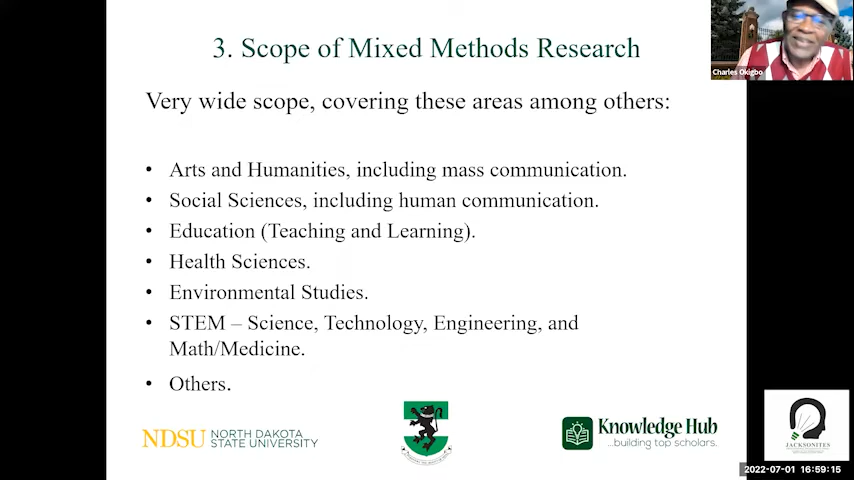 3. Scope of Mixed Methods Research
Charles Okigbo
Very wide scope, covering these areas among others:
• Arts and Humanities, including mass communication.
• Social Sciences, including human communication.
• Education (Teaching and Learning).
• Health Sciences.
• Environmental Studies.
• STEM – Science, Technology, Engineering, and
Math/Medicine.
• Others.
NDSU NORTH DAKOTA
STATE UNIVERSITY
Knowledge Hub
...building top scholars.
JACKSONITES
2022-07-01 16:59:15